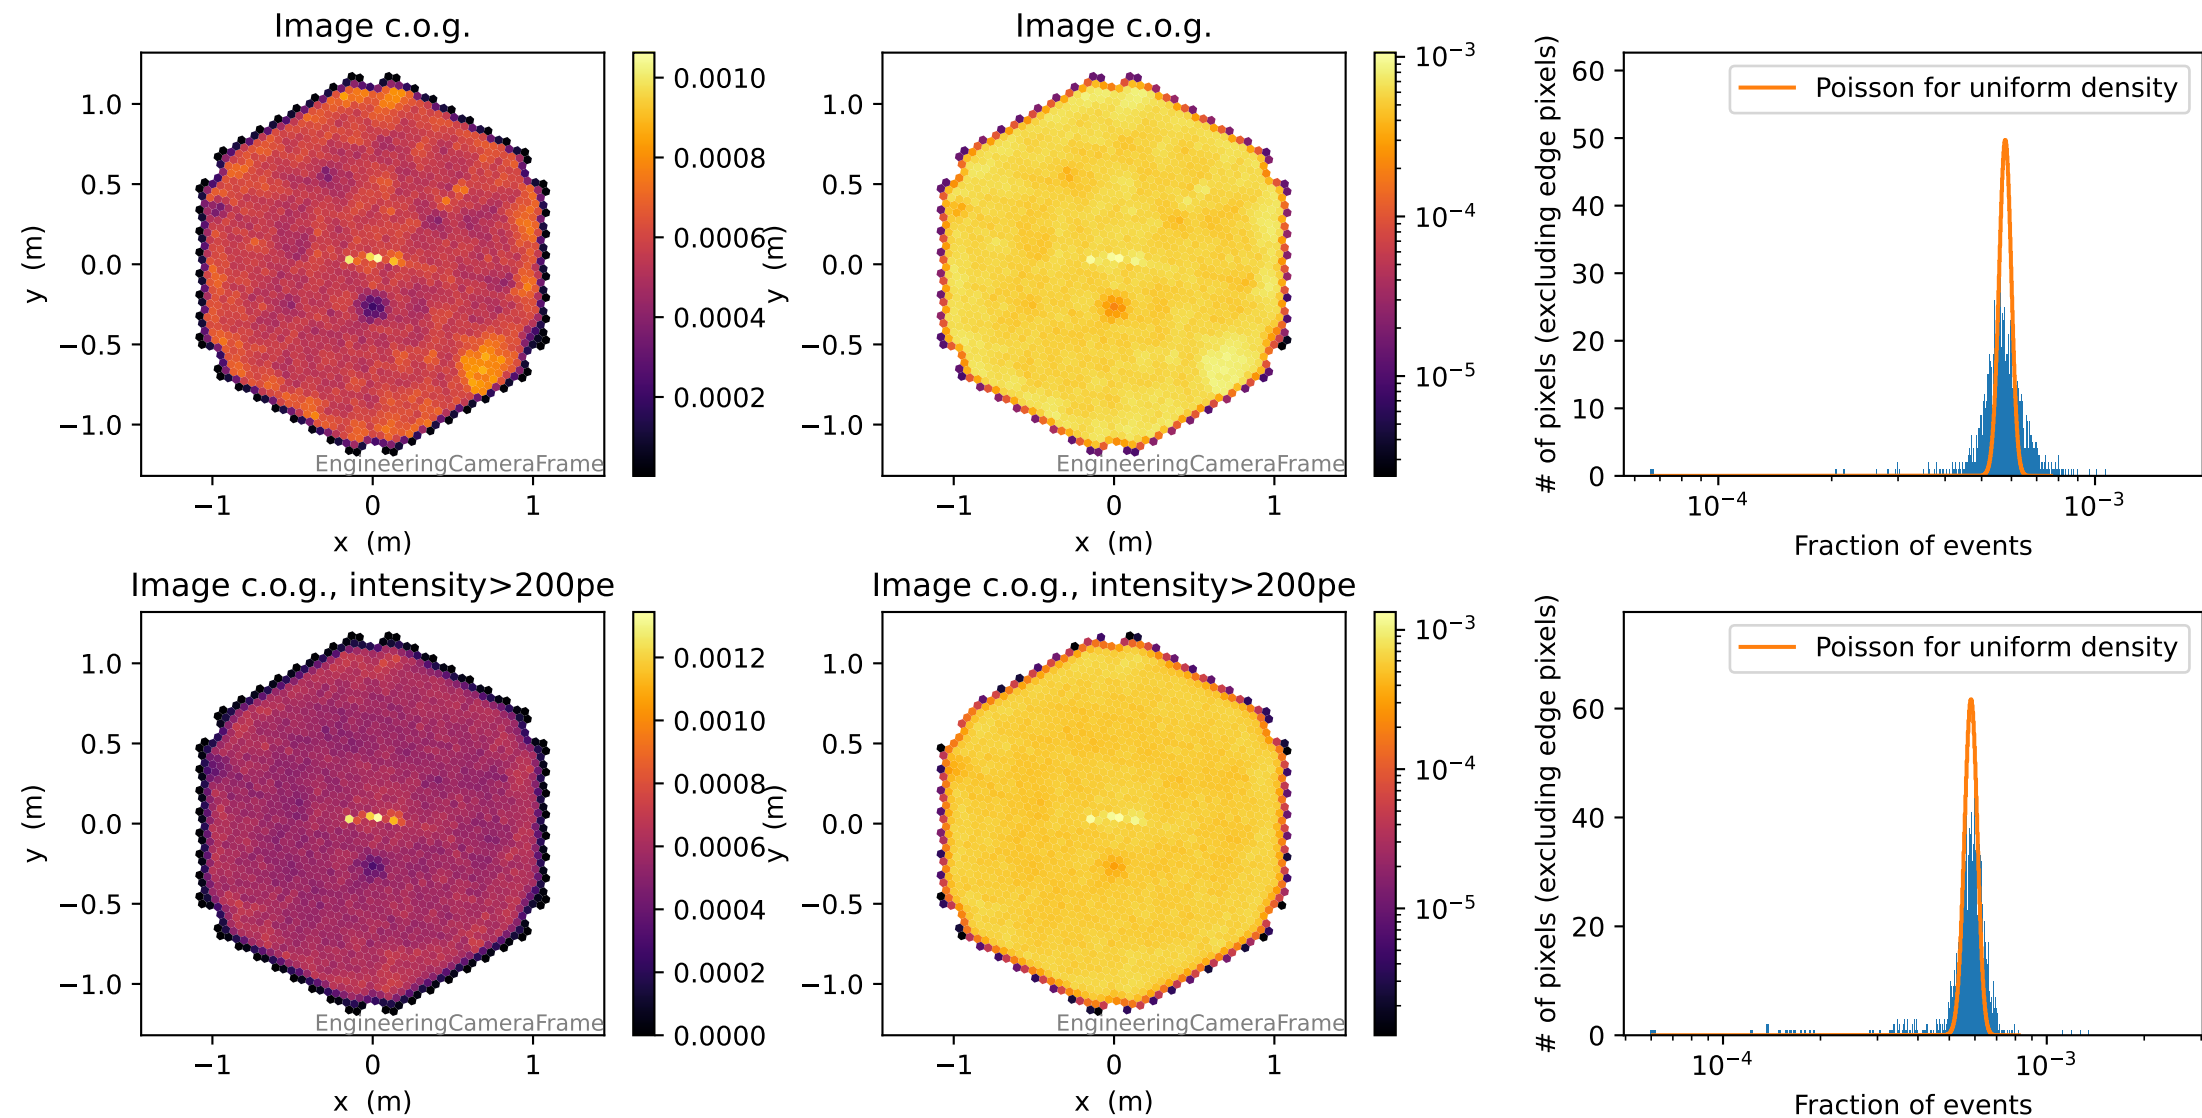 Image c.o.g.
1.0
0.5
0.0
−0.5
−1.0
y (m)
−1
0
1
x (m)
EngineeringCameraFrame
0.0010
0.0008
0.0006
0.0004
0.0002
Image c.o.g.
1.0
0.5
0.0
−0.5
−1.0
y (m)
−1
0
1
x (m)
EngineeringCameraFrame
10⁻³
10⁻⁴
10⁻⁵
Poisson for uniform density
60
50
40
30
20
10
0
# of pixels (excluding edge pixels)
10⁻⁴
10⁻³
Fraction of events
Image c.o.g., intensity>200pe
1.0
0.5
0.0
−0.5
−1.0
y (m)
−1
0
1
x (m)
EngineeringCameraFrame
0.0012
0.0010
0.0008
0.0006
0.0004
0.0002
0.0000
Image c.o.g., intensity>200pe
1.0
0.5
0.0
−0.5
−1.0
y (m)
−1
0
1
x (m)
EngineeringCameraFrame
10⁻³
10⁻⁴
10⁻⁵
Poisson for uniform density
60
40
20
0
# of pixels (excluding edge pixels)
10⁻⁴
10⁻³
Fraction of events